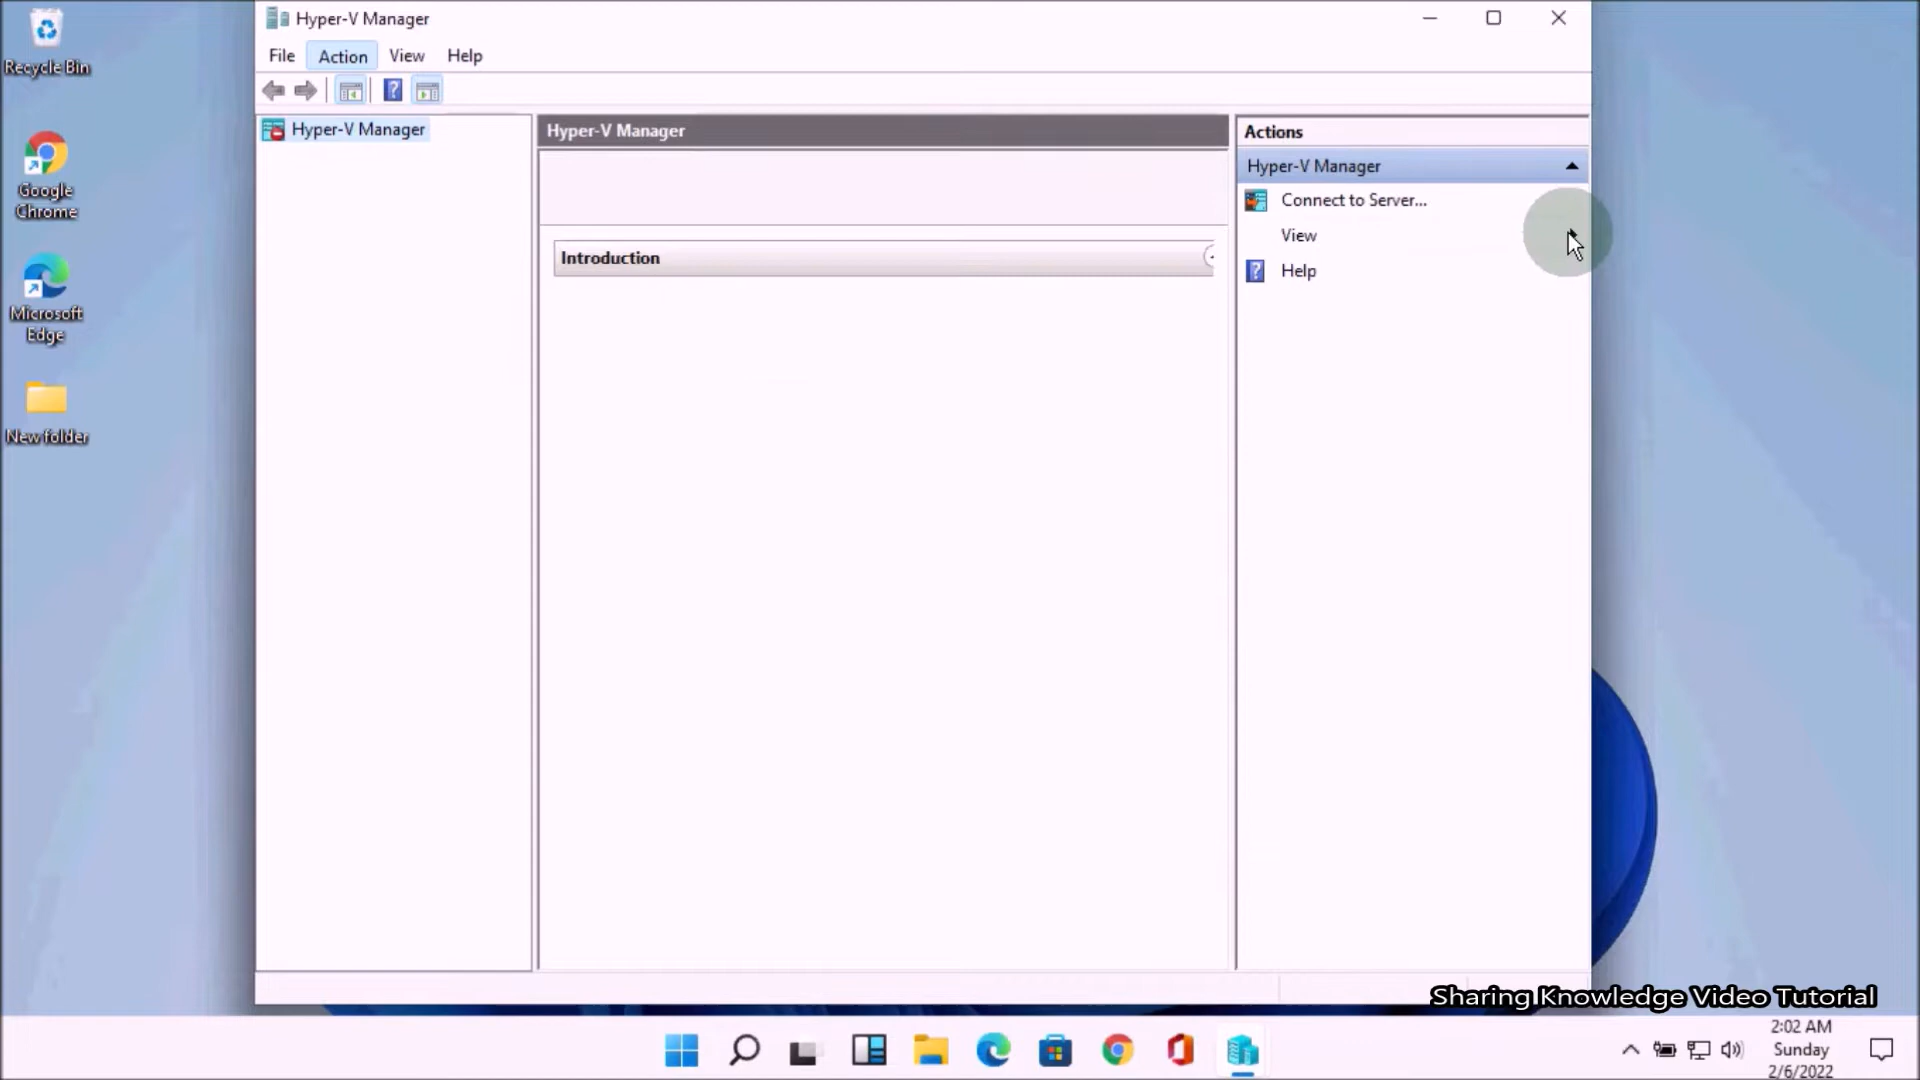 Hyper-V Manager
File Action View Help
Hyper-V Manager
Hyper-V Manager
Introduction
Actions
Hyper-V Manager
Connect to Server...
View
Help
Recycle Bin
Google
Chrome
Microsoft
Edge
New folder
Sharing Knowledge Video Tutorial
2:02 AM
Sunday
2/6/2022